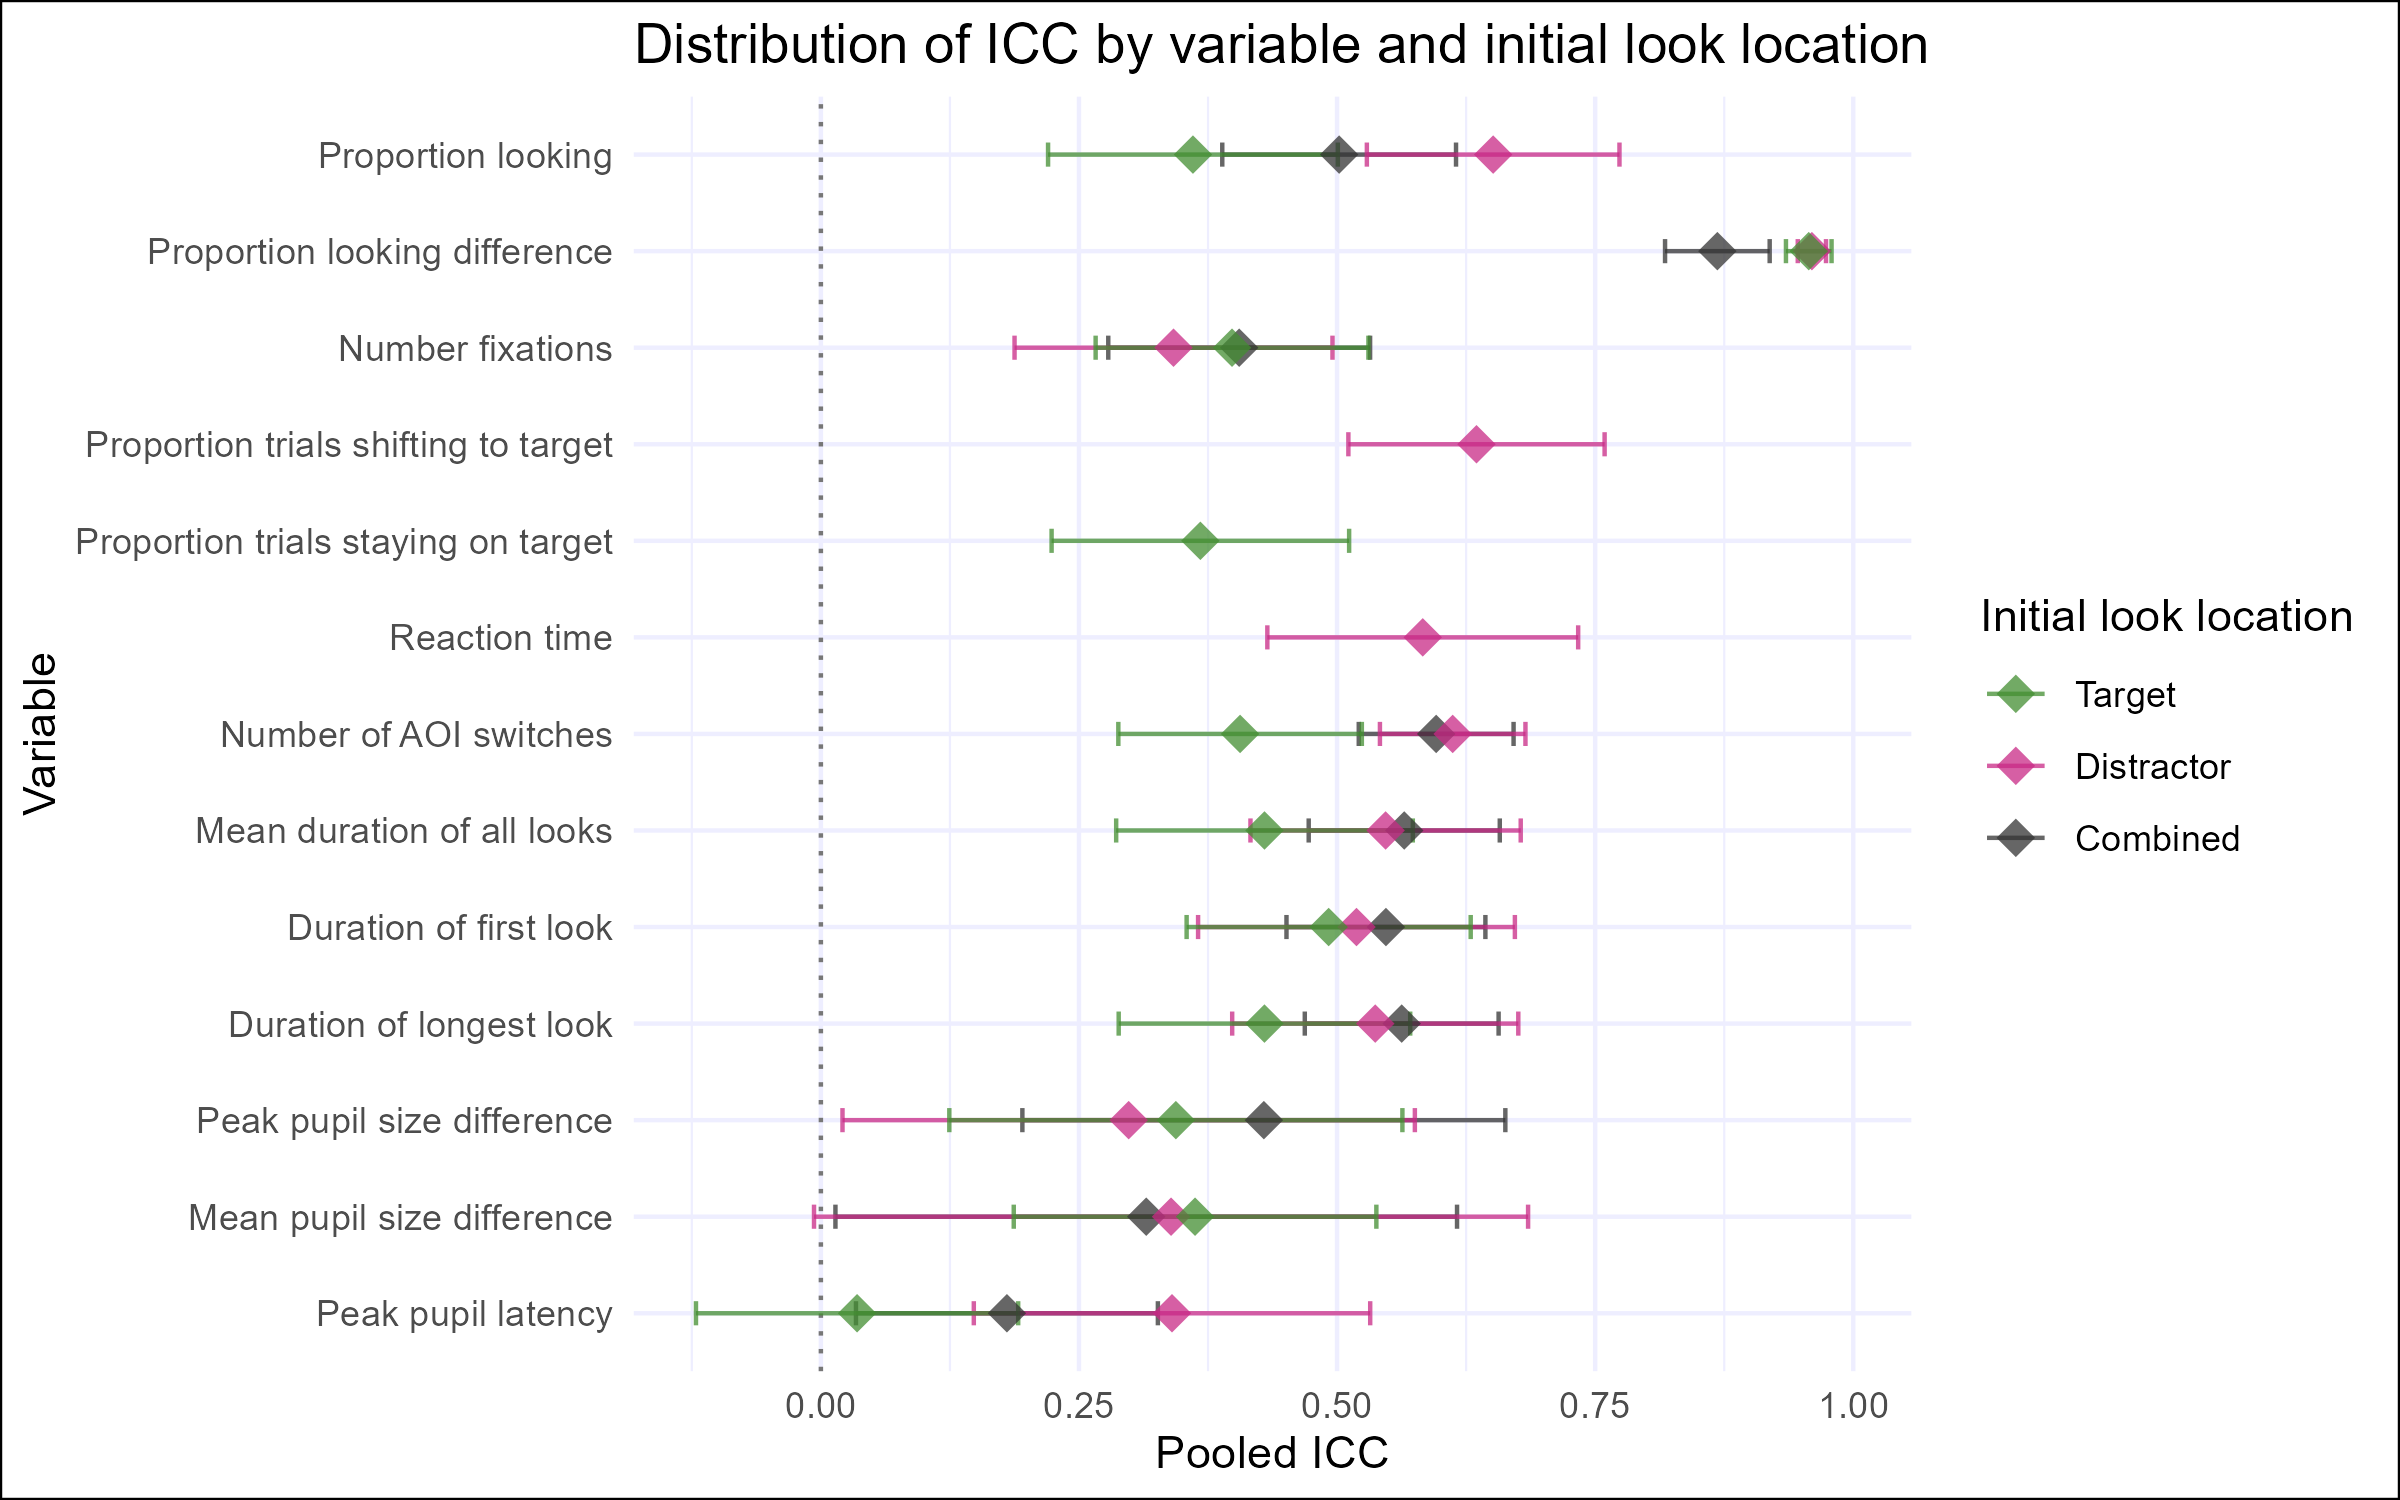 Distribution of ICC by variable and initial look location
Variable
Proportion looking
Proportion looking difference
Number fixations
Proportion trials shifting to target
Proportion trials staying on target
Reaction time
Number of AOI switches
Mean duration of all looks
Duration of first look
Duration of longest look
Peak pupil size difference
Mean pupil size difference
Peak pupil latency
0.00 0.25 0.50 0.75 1.00
Pooled ICC
Initial look location
Target
Distractor
Combined